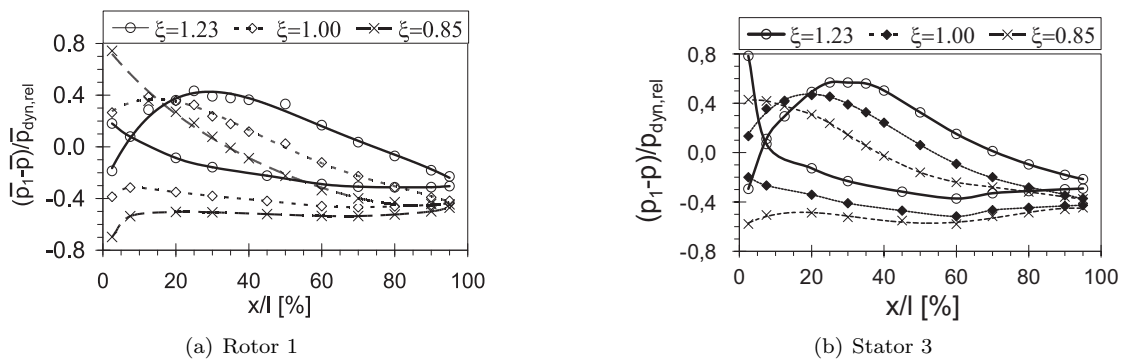 ξ=1.23 ξ=1.00 ξ=0.85
0.8
0.4
0.0
-0.4
-0.8
(p̅₁-p̅)/p̅dyn,rel
0 20 40 60 80 100
x/l [%]
(a) Rotor 1
ξ=1.23 ξ=1.00 ξ=0.85
0,8
0,4
0,0
-0,4
-0,8
(p₁-p)/p̅dyn,rel
0 20 40 60 80 100
x/l [%]
(b) Stator 3